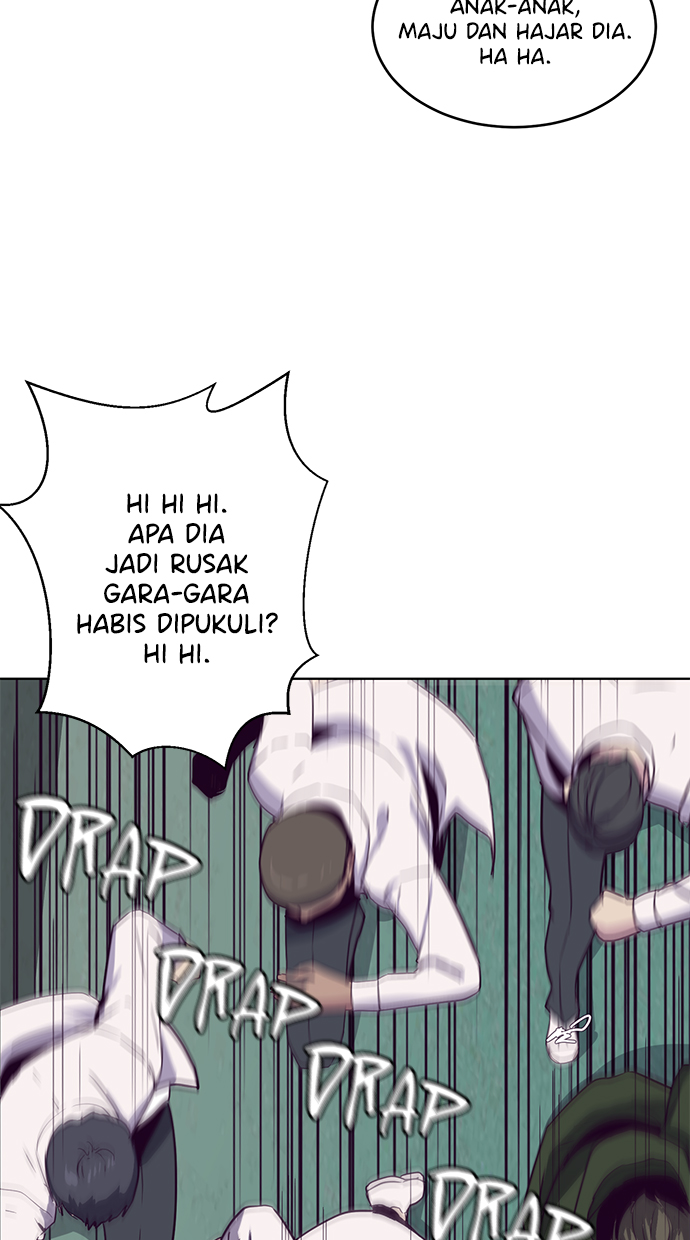 ANAK-ANAK,
MAJU DAN HAJAR DIA.
HA HA.
HI HI HI.
APA DIA
JADI RUSAK
GARA-GARA
HABIS DIPUKULI?
HI HI.
DRAP
DRAP
DRAP
DRAP